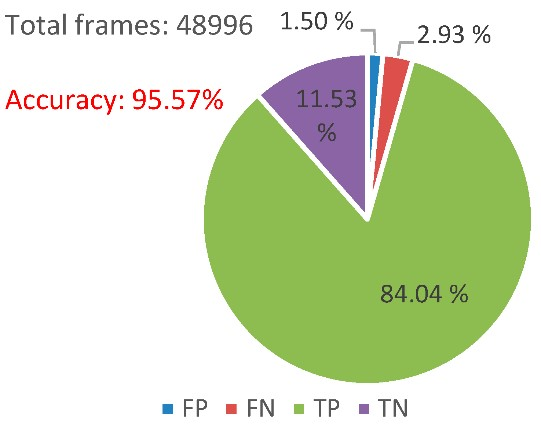 Total frames: 48996
1.50 %
2.93 %
Accuracy: 95.57%
11.53
%
84.04 %
FP FN TP TN